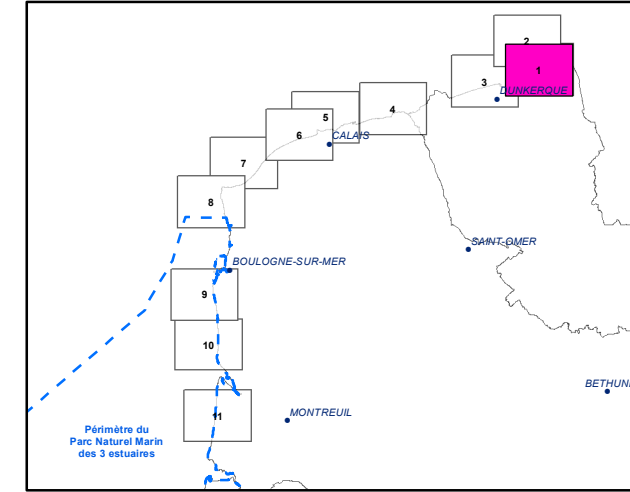 2
1
3
DUNKERQUE
4
5
6
CALAIS
7
8
SAINT-OMER
BOULOGNE-SUR-MER
9
10
BETHUN
11
MONTREUIL
Périmètre du
Parc Naturel Marin
des 3 estuaires